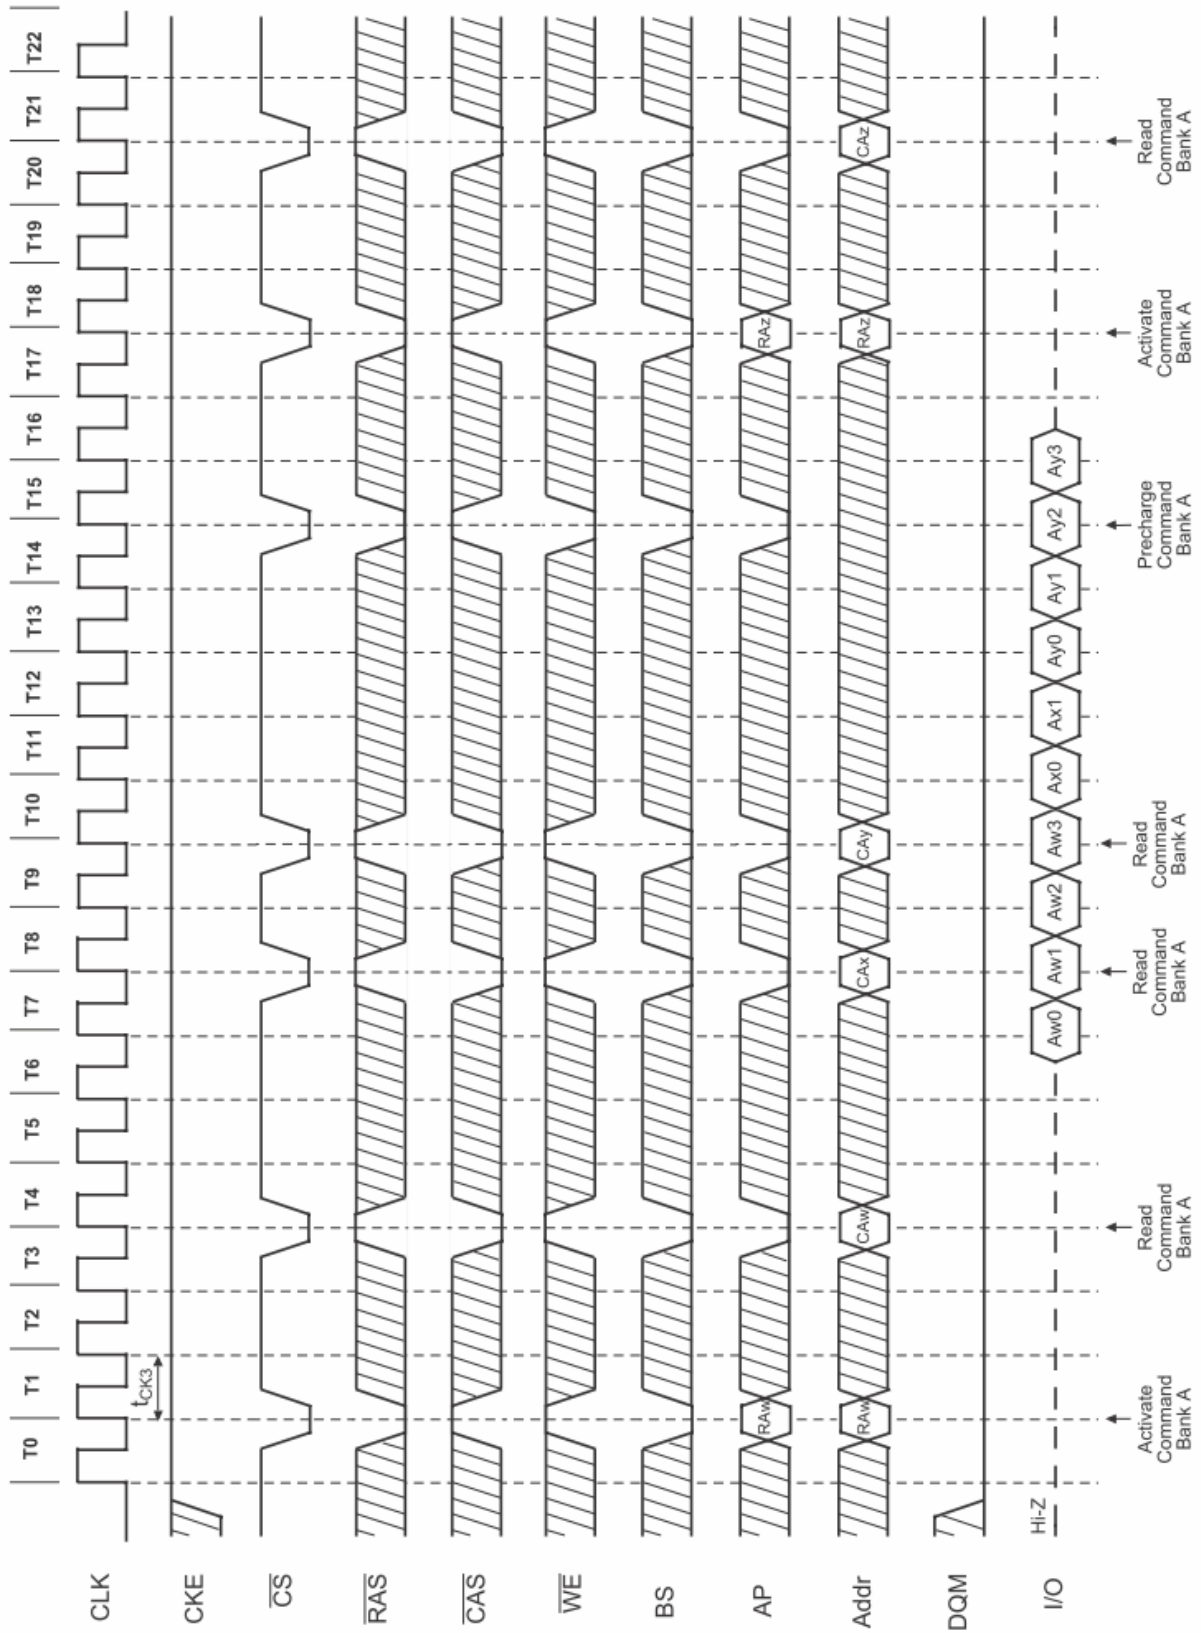 T0 T1 T2 T3 T4 T5 T6 T7 T8 T9 T10 T11 T12 T13 T14 T15 T16 T17 T18 T19 T20 T21 T22
CLK
tCK3
CKE
CS
RAS
CAS
WE
BS
AP
RAw RAz
Addr
RAw CAw CAx CAy RAz CAz
DQM
I/O
Hi-Z
Aw0 Aw1 Aw2 Aw3 Ax0 Ax1 Ay0 Ay1 Ay2 Ay3
Activate
Command
Bank A
Read
Command
Bank A
Read
Command
Bank A
Read
Command
Bank A
Precharge
Command
Bank A
Activate
Command
Bank A
Read
Command
Bank A